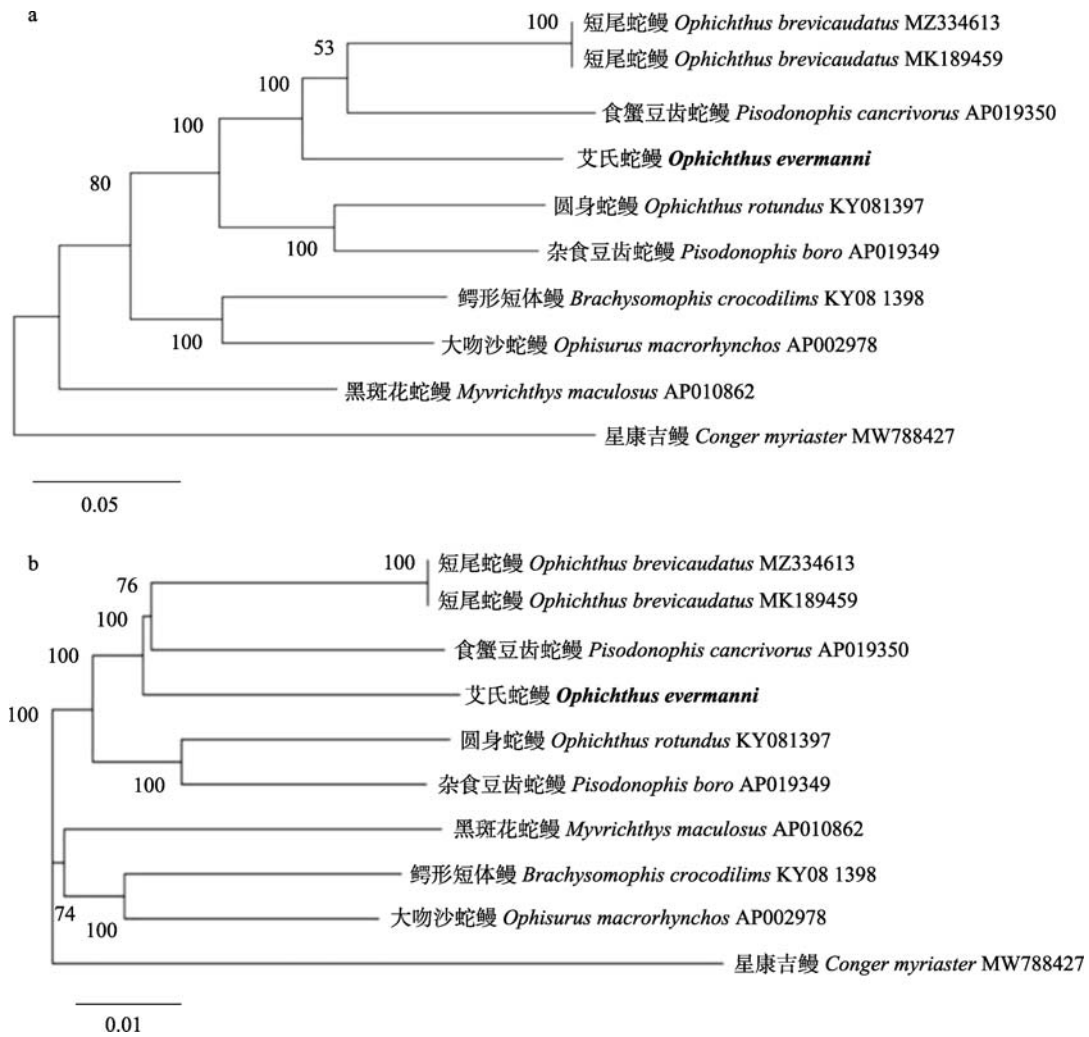 a
100 短尾蛇鳗 Ophichthus brevicaudatus MZ334613
53 短尾蛇鳗 Ophichthus brevicaudatus MK189459
100
食蟹豆齿蛇鳗 Pisodonophis cancrivorus AP019350
100
艾氏蛇鳗 Ophichthus evermanni
80
圆身蛇鳗 Ophichthus rotundus KY081397
100 杂食豆齿蛇鳗 Pisodonophis boro AP019349
鳄形短体鳗 Brachysomophis crocodilims KY08 1398
100 大吻沙蛇鳗 Ophisurus macrorhynchos AP002978
黑斑花蛇鳗 Myvrichthys maculosus AP010862
星康吉鳗 Conger myriaster MW788427
0.05
b
100 短尾蛇鳗 Ophichthus brevicaudatus MZ334613
76
短尾蛇鳗 Ophichthus brevicaudatus MK189459
100
食蟹豆齿蛇鳗 Pisodonophis cancrivorus AP019350
100
艾氏蛇鳗 Ophichthus evermanni
100
圆身蛇鳗 Ophichthus rotundus KY081397
100 杂食豆齿蛇鳗 Pisodonophis boro AP019349
黑斑花蛇鳗 Myvrichthys maculosus AP010862
鳄形短体鳗 Brachysomophis crocodilims KY08 1398
74
100 大吻沙蛇鳗 Ophisurus macrorhynchos AP002978
星康吉鳗 Conger myriaster MW788427
0.01